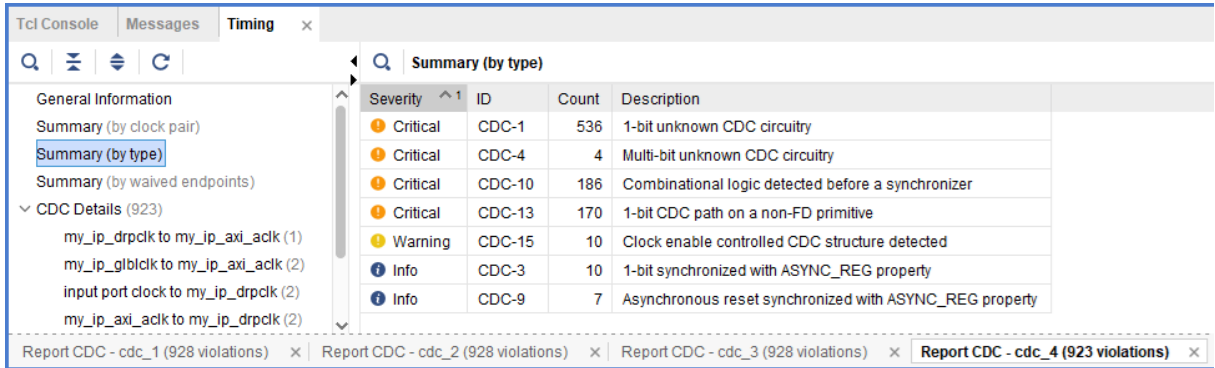 Tcl Console Messages Timing ×
Summary (by type)
General Information
Summary (by clock pair)
Summary (by type)
Summary (by waived endpoints)
CDC Details (923)
my_ip_drpclk to my_ip_axi_aclk (1)
my_ip_glblclk to my_ip_axi_aclk (2)
input port clock to my_ip_drpclk (2)
my_ip_axi_aclk to my_ip_drpclk (2)
Severity 1 ID Count Description
Critical CDC-1 536 1-bit unknown CDC circuitry
Critical CDC-4 4 Multi-bit unknown CDC circuitry
Critical CDC-10 186 Combinational logic detected before a synchronizer
Critical CDC-13 170 1-bit CDC path on a non-FD primitive
Warning CDC-15 10 Clock enable controlled CDC structure detected
Info CDC-3 10 1-bit synchronized with ASYNC_REG property
Info CDC-9 7 Asynchronous reset synchronized with ASYNC_REG property
Report CDC - cdc_1 (928 violations) × Report CDC - cdc_2 (928 violations) × Report CDC - cdc_3 (928 violations) × Report CDC - cdc_4 (923 violations) ×